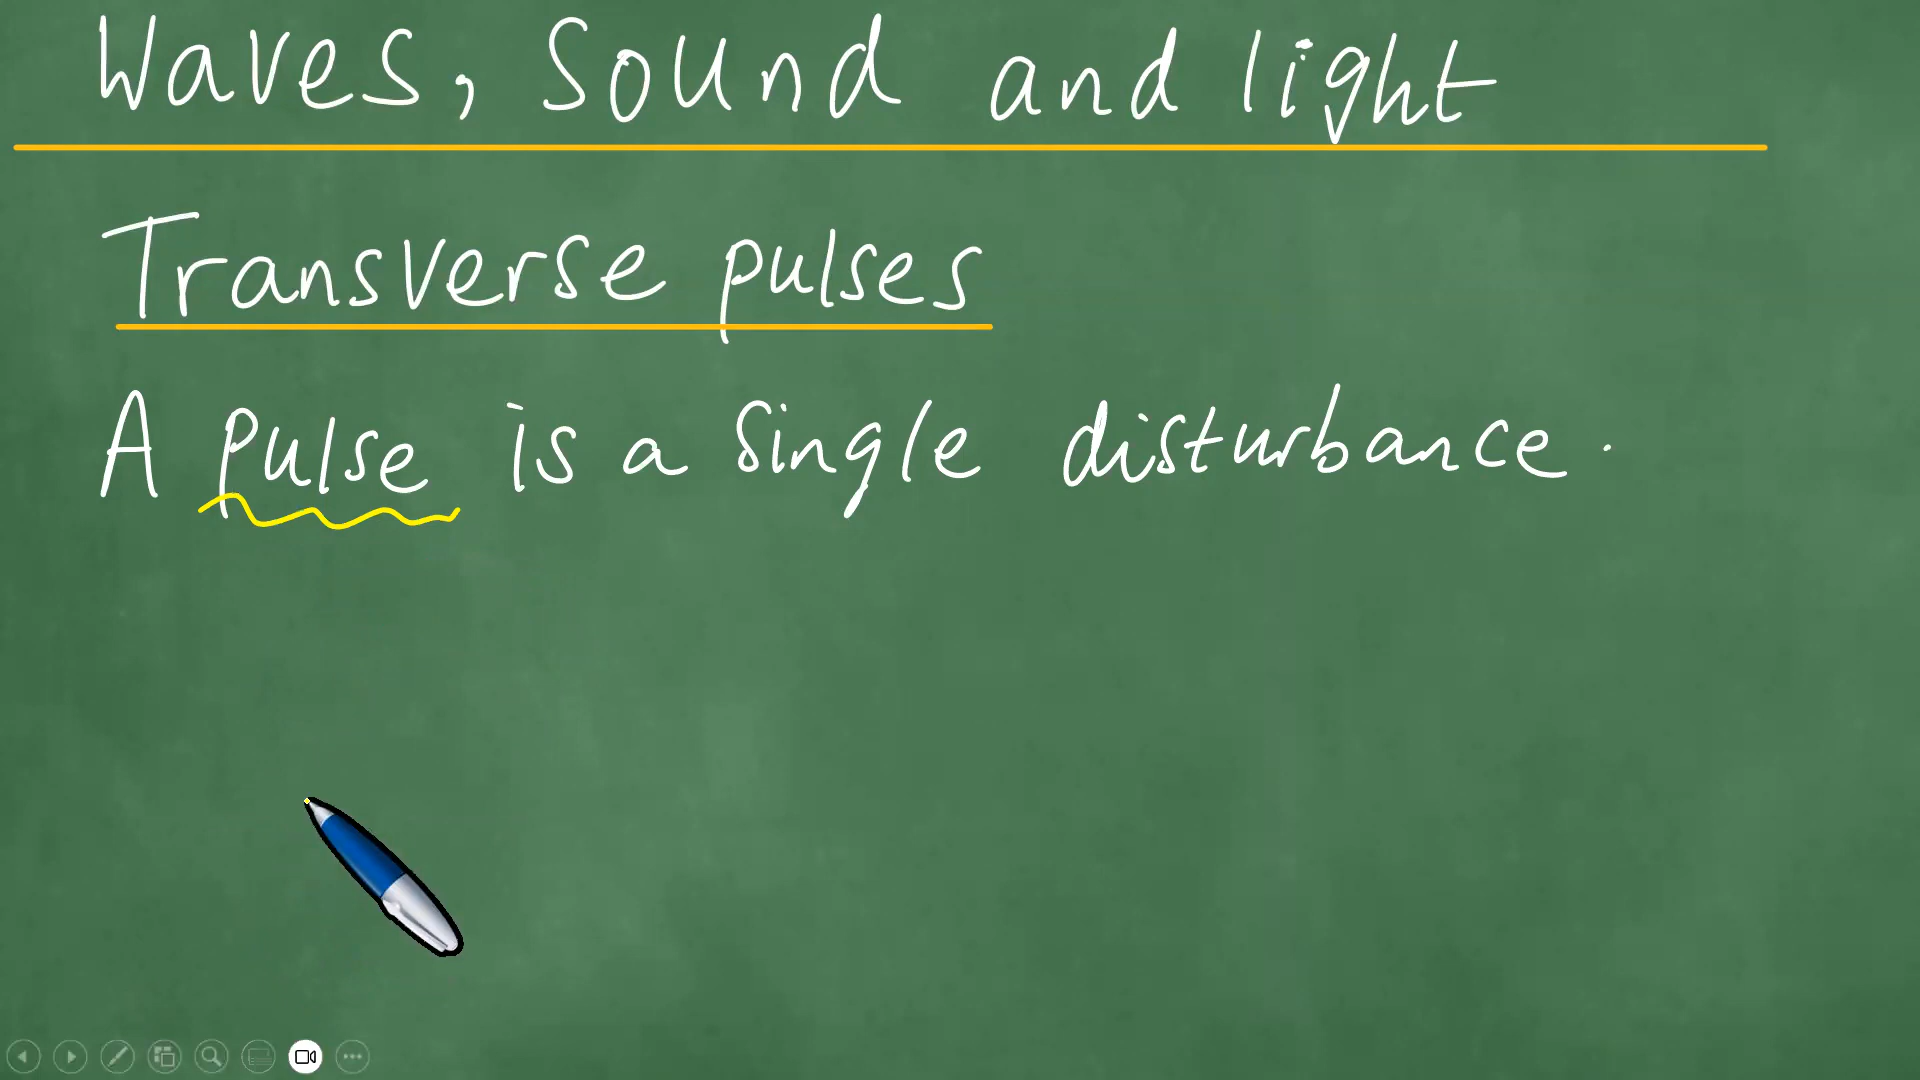 Waves, Sound and light
Transverse pulses
A pulse is a single disturbance.